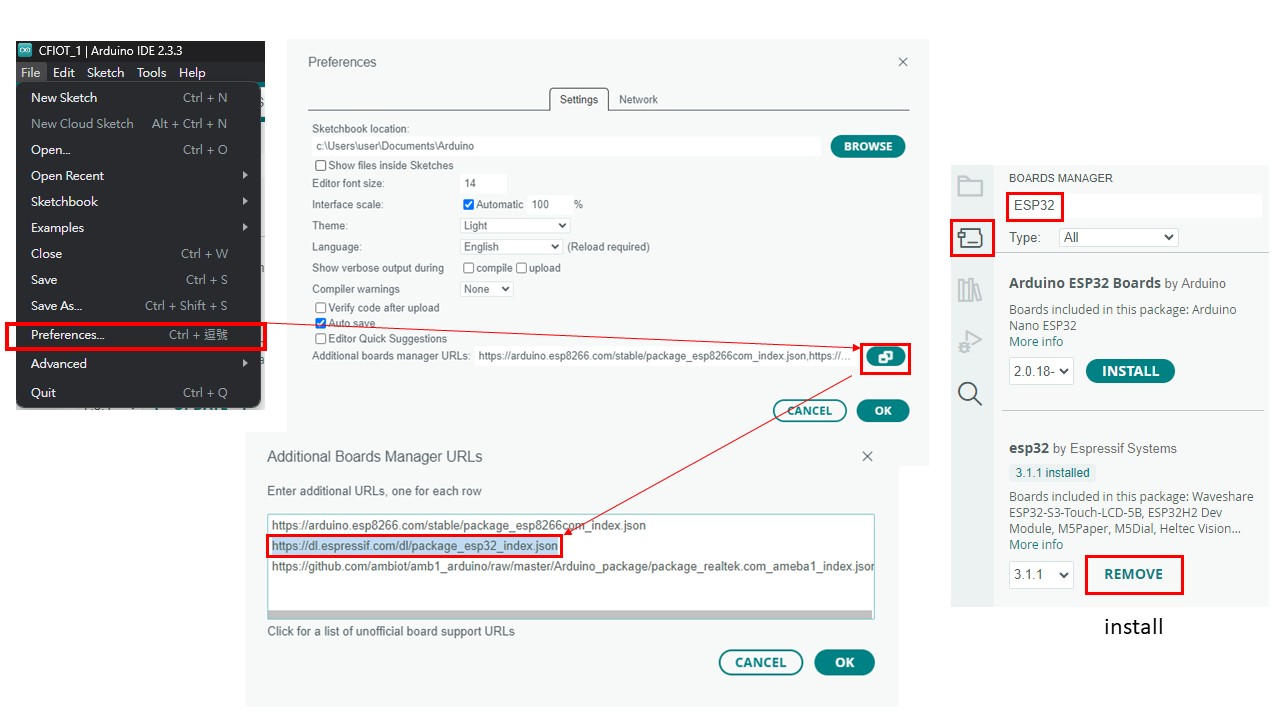 CFIOT_1 | Arduino IDE 2.3.3
File Edit Sketch Tools Help
New Sketch Ctrl + N
New Cloud Sketch Alt + Ctrl + N
Open... Ctrl + O
Open Recent
Sketchbook
Examples
Close Ctrl + W
Save Ctrl + S
Save As... Ctrl + Shift + S
Preferences... Ctrl + 逗號
Advanced
Quit Ctrl + Q
Preferences
Settings Network
Sketchbook location:
c:\Users\user\Documents\Arduino
BROWSE
Show files inside Sketches
Editor font size: 14
Interface scale: Automatic 100 %
Theme: Light
Language: English (Reload required)
Show verbose output during compile upload
Compiler warnings None
Verify code after upload
Auto save
Editor Quick Suggestions
Additional boards manager URLs: https://arduino.esp8266.com/stable/package_esp8266com_index.json,https://...
CANCEL OK
Additional Boards Manager URLs
Enter additional URLs, one for each row
https://arduino.esp8266.com/stable/package_esp8266com_index.json
https://dl.espressif.com/dl/package_esp32_index.json
https://github.com/ambiot/amb1_arduino/raw/master/Arduino_package/package_realtek.com_ameba1_index.json
Click for a list of unofficial board support URLs
CANCEL OK
BOARDS MANAGER
ESP32
Type: All
Arduino ESP32 Boards by Arduino
Boards included in this package: Arduino
Nano ESP32
More info
2.0.18- INSTALL
esp32 by Espressif Systems
3.1.1 installed
Boards included in this package: Waveshare
ESP32-S3-Touch-LCD-5B, ESP32H2 Dev
Module, M5Paper, M5Dial, Heltec Vision...
More info
3.1.1 REMOVE
install